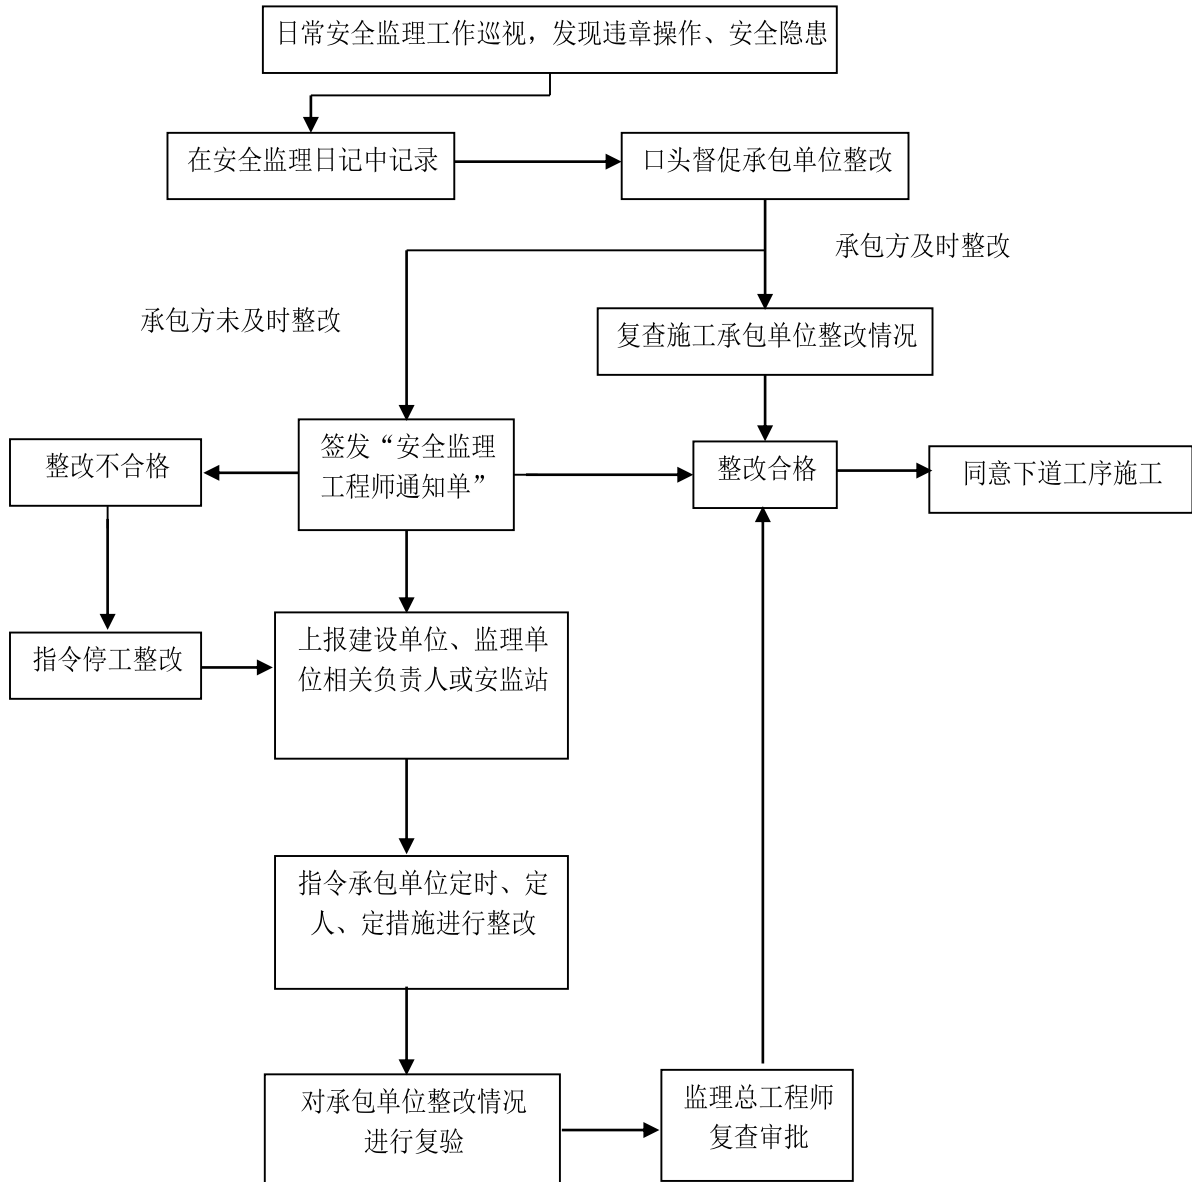 日常安全监理工作巡视，发现违章操作、安全隐患
在安全监理日记中记录
口头督促承包单位整改
承包方及时整改
承包方未及时整改
复查施工承包单位整改情况
整改不合格
签发“安全监理
工程师通知单”
整改合格
同意下道工序施工
指令停工整改
上报建设单位、监理单
位相关负责人或安监站
指令承包单位定时、定
人、定措施进行整改
对承包单位整改情况
进行复验
监理总工程师
复查审批